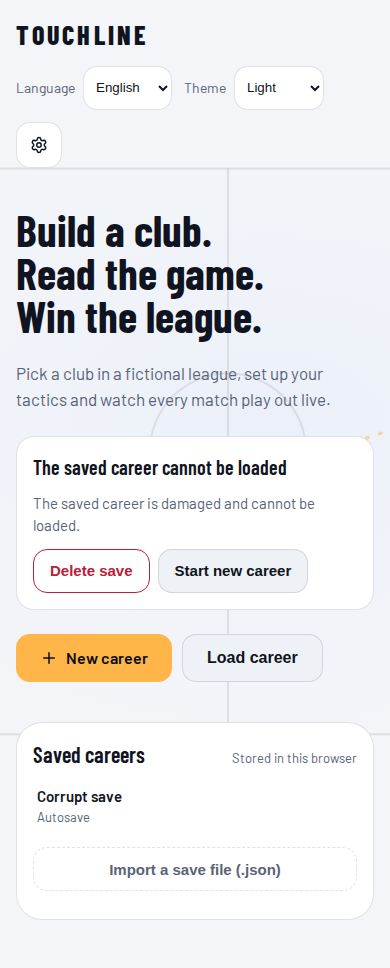 TOUCHLINE
Language English Theme Light
Build a club.
Read the game.
Win the league.
Pick a club in a fictional league, set up your
tactics and watch every match play out live.
The saved career cannot be loaded
The saved career is damaged and cannot be
loaded.
Delete save Start new career
New career Load career
Saved careers Stored in this browser
Corrupt save
Autosave
Import a save file (.json)